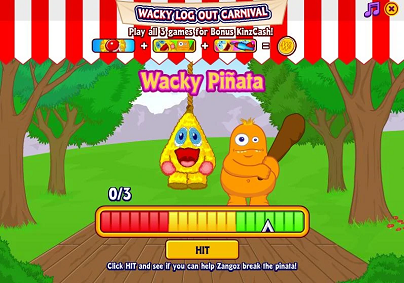 WACKY LOG OUT CARNIVAL
Play all 3 games for Bonus KinzCash!
+ + =
Wacky Piñata
0/3
HIT
Click HIT and see if you can help Zangoz break the pinata!